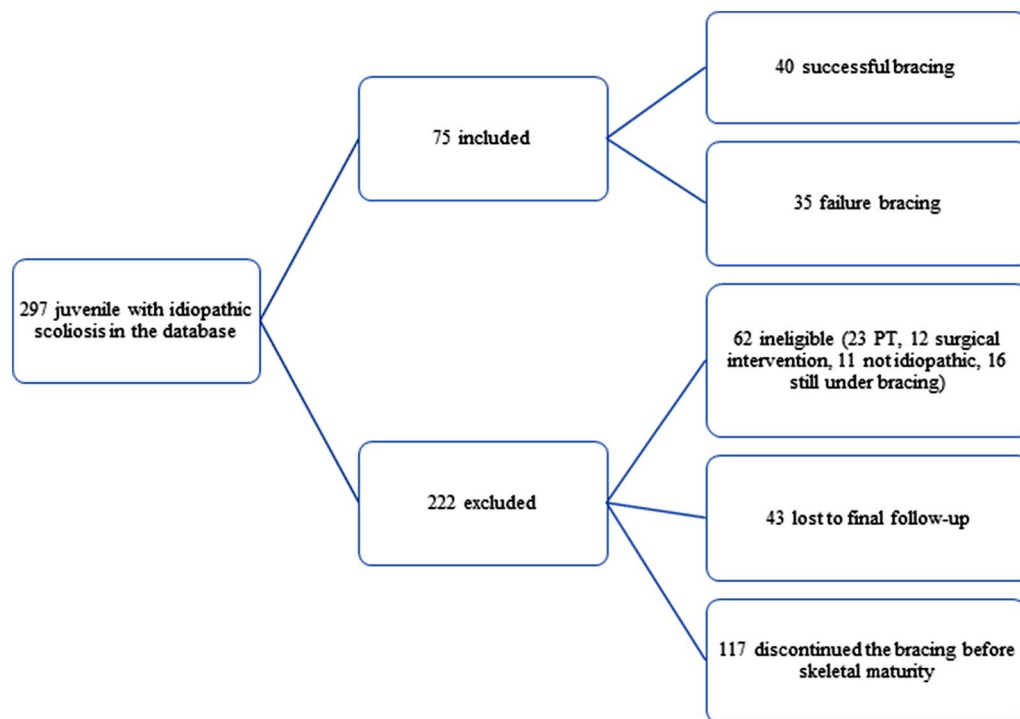 40 successful bracing
75 included
35 failure bracing
297 juvenile with idiopathic
scoliosis in the database
62 ineligible (23 PT, 12 surgical
intervention, 11 not idiopathic, 16
still under bracing)
222 excluded
43 lost to final follow-up
117 discontinued the bracing before
skeletal maturity